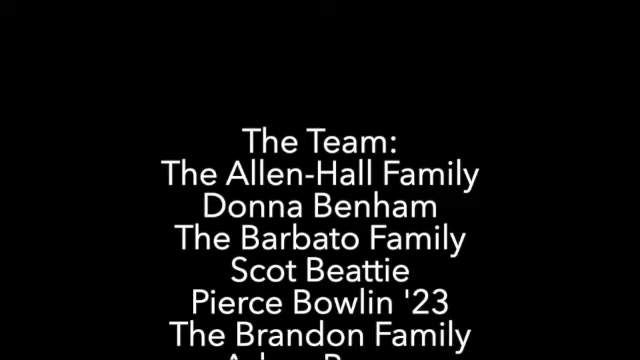 The Team:
The Allen-Hall Family
Donna Benham
The Barbato Family
Scot Beattie
Pierce Bowlin '23
The Brandon Family